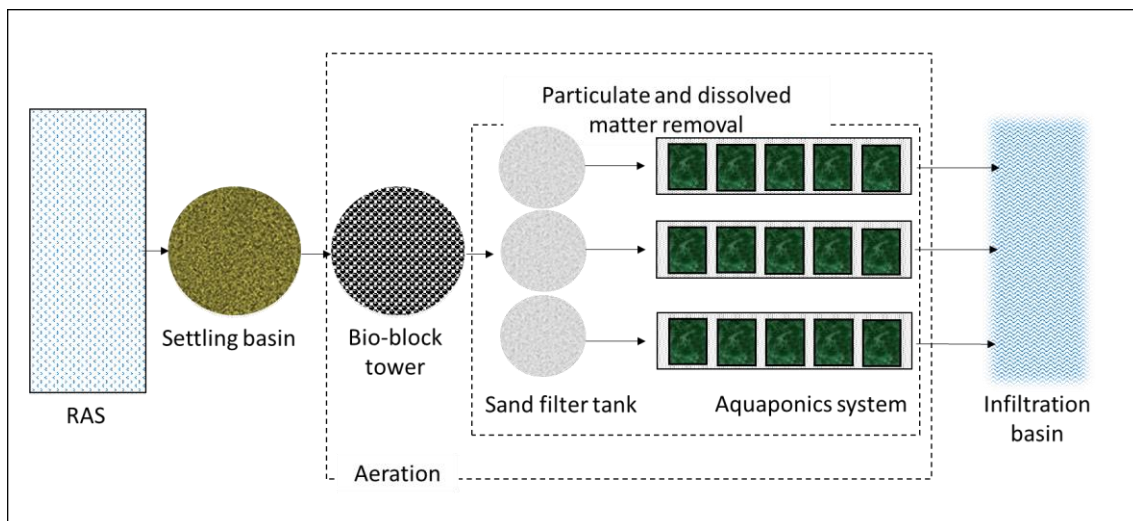 Particulate and dissolved
matter removal
RAS
Settling basin
Bio-block
tower
Sand filter tank
Aquaponics system
Infiltration
basin
Aeration